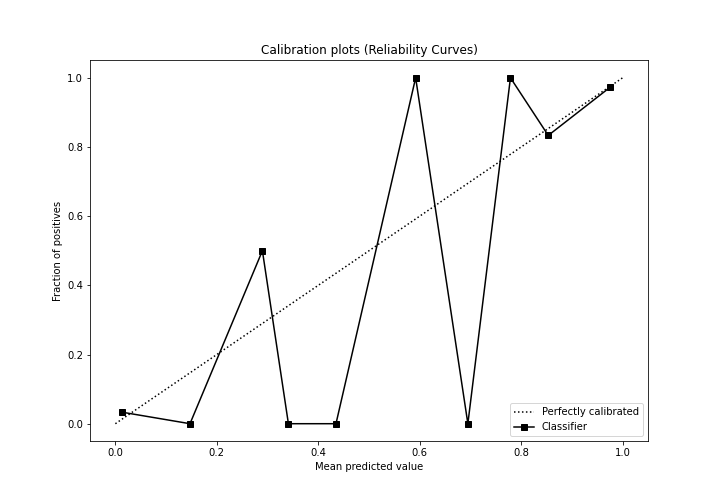 Calibration plots (Reliability Curves)
1.0
0.8
0.6
0.4
0.2
0.0
Fraction of positives
0.0 0.2 0.4 0.6 0.8 1.0
Mean predicted value
Perfectly calibrated
Classifier